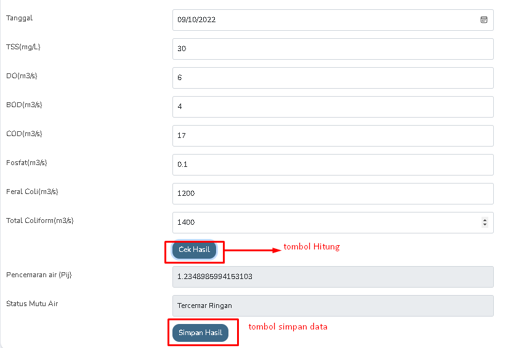 Tanggal 09/10/2022
TSS(mg/L) 30
DO(m3/s) 6
BOD(m3/s) 4
COD(m3/s) 17
Fosfat(m3/s) 0.1
Feral Coli(m3/s) 1200
Total Coliform(m3/s) 1400
Cek Hasil tombol Hitung
Pencemaran air (Pij) 1.2348985994153103
Status Mutu Air Tercemar Ringan
Simpan Hasil tombol simpan data